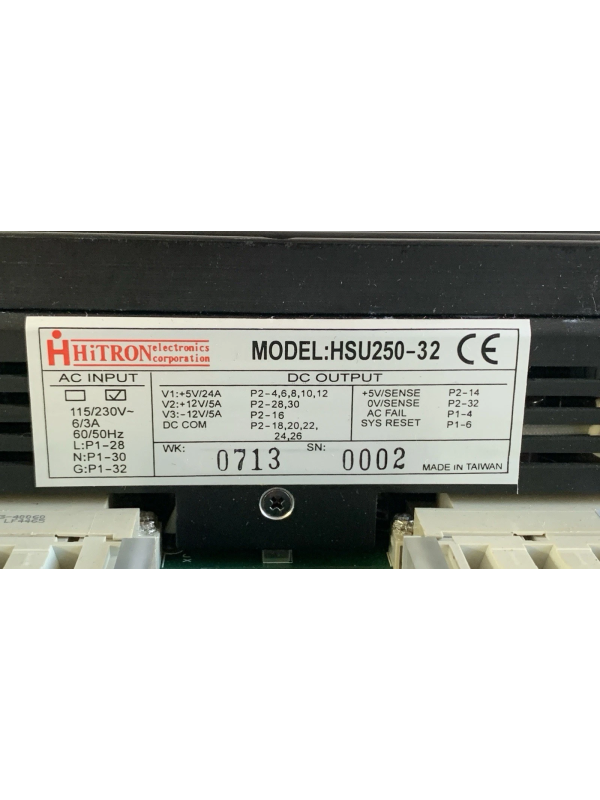 HiTRON electronics corporation
MODEL:HSU250-32 CE
AC INPUT
115/230V~
6/3A
60/50Hz
L:P1-28
N:P1-30
G:P1-32
DC OUTPUT
V1:+5V/24A P2-4,6,8,10,12
V2:+12V/5A P2-28,30
V3:-12V/5A P2-16
DC COM P2-18,20,22,
24,26
+5V/SENSE P2-14
0V/SENSE P2-32
AC FAIL P1-4
SYS RESET P1-6
WK: 0713 SN: 0002
MADE IN TAIWAN